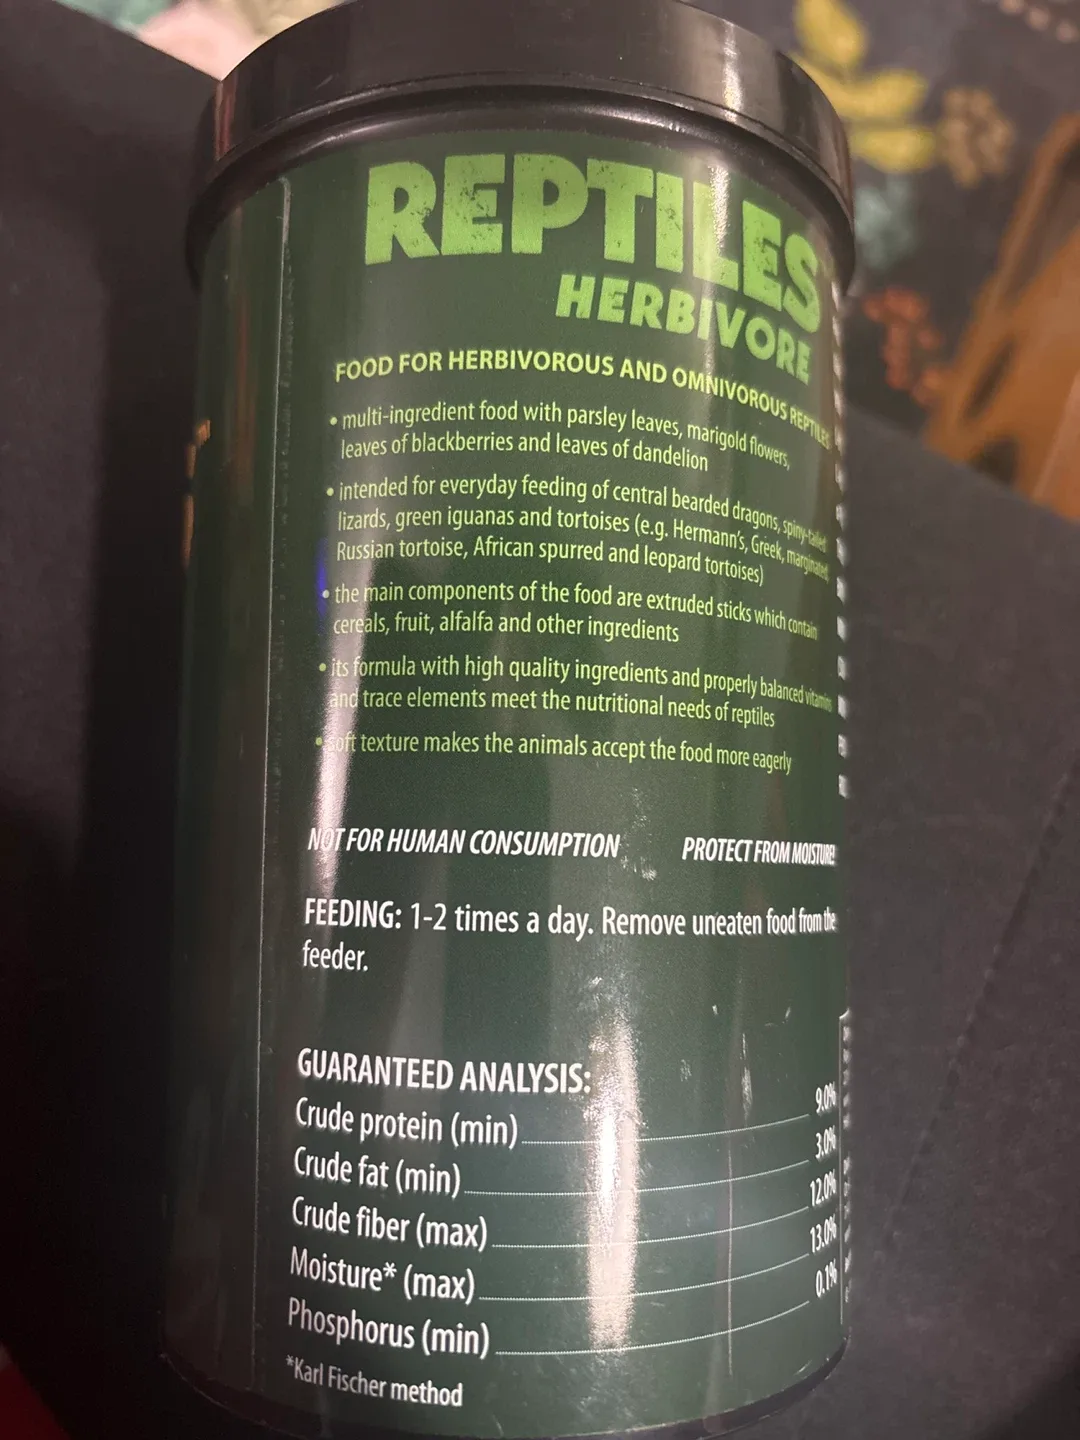 REPTILES
HERBIVORE
FOOD FOR HERBIVOROUS AND OMNIVOROUS REPTILES
• multi-ingredient food with parsley leaves, marigold flowers,
leaves of blackberries and leaves of dandelion
• intended for everyday feeding of central bearded dragons, spiny-tailed
lizards, green iguanas and tortoises (e.g. Hermann's, Greek, marginated
Russian tortoise, African spurred and leopard tortoises)
• the main components of the food are extruded sticks which contain
cereals, fruit, alfalfa and other ingredients
• its formula with high quality ingredients and properly balanced vitamins
and trace elements meet the nutritional needs of reptiles
• soft texture makes the animals accept the food more eagerly
NOT FOR HUMAN CONSUMPTION PROTECT FROM MOISTURE!
FEEDING: 1-2 times a day. Remove uneaten food from the
feeder.
GUARANTEED ANALYSIS:
Crude protein (min) 9.0%
Crude fat (min) 3.0%
Crude fiber (max) 12.0%
Moisture* (max) 13.0%
Phosphorus (min) 0.1%
*Karl Fischer method